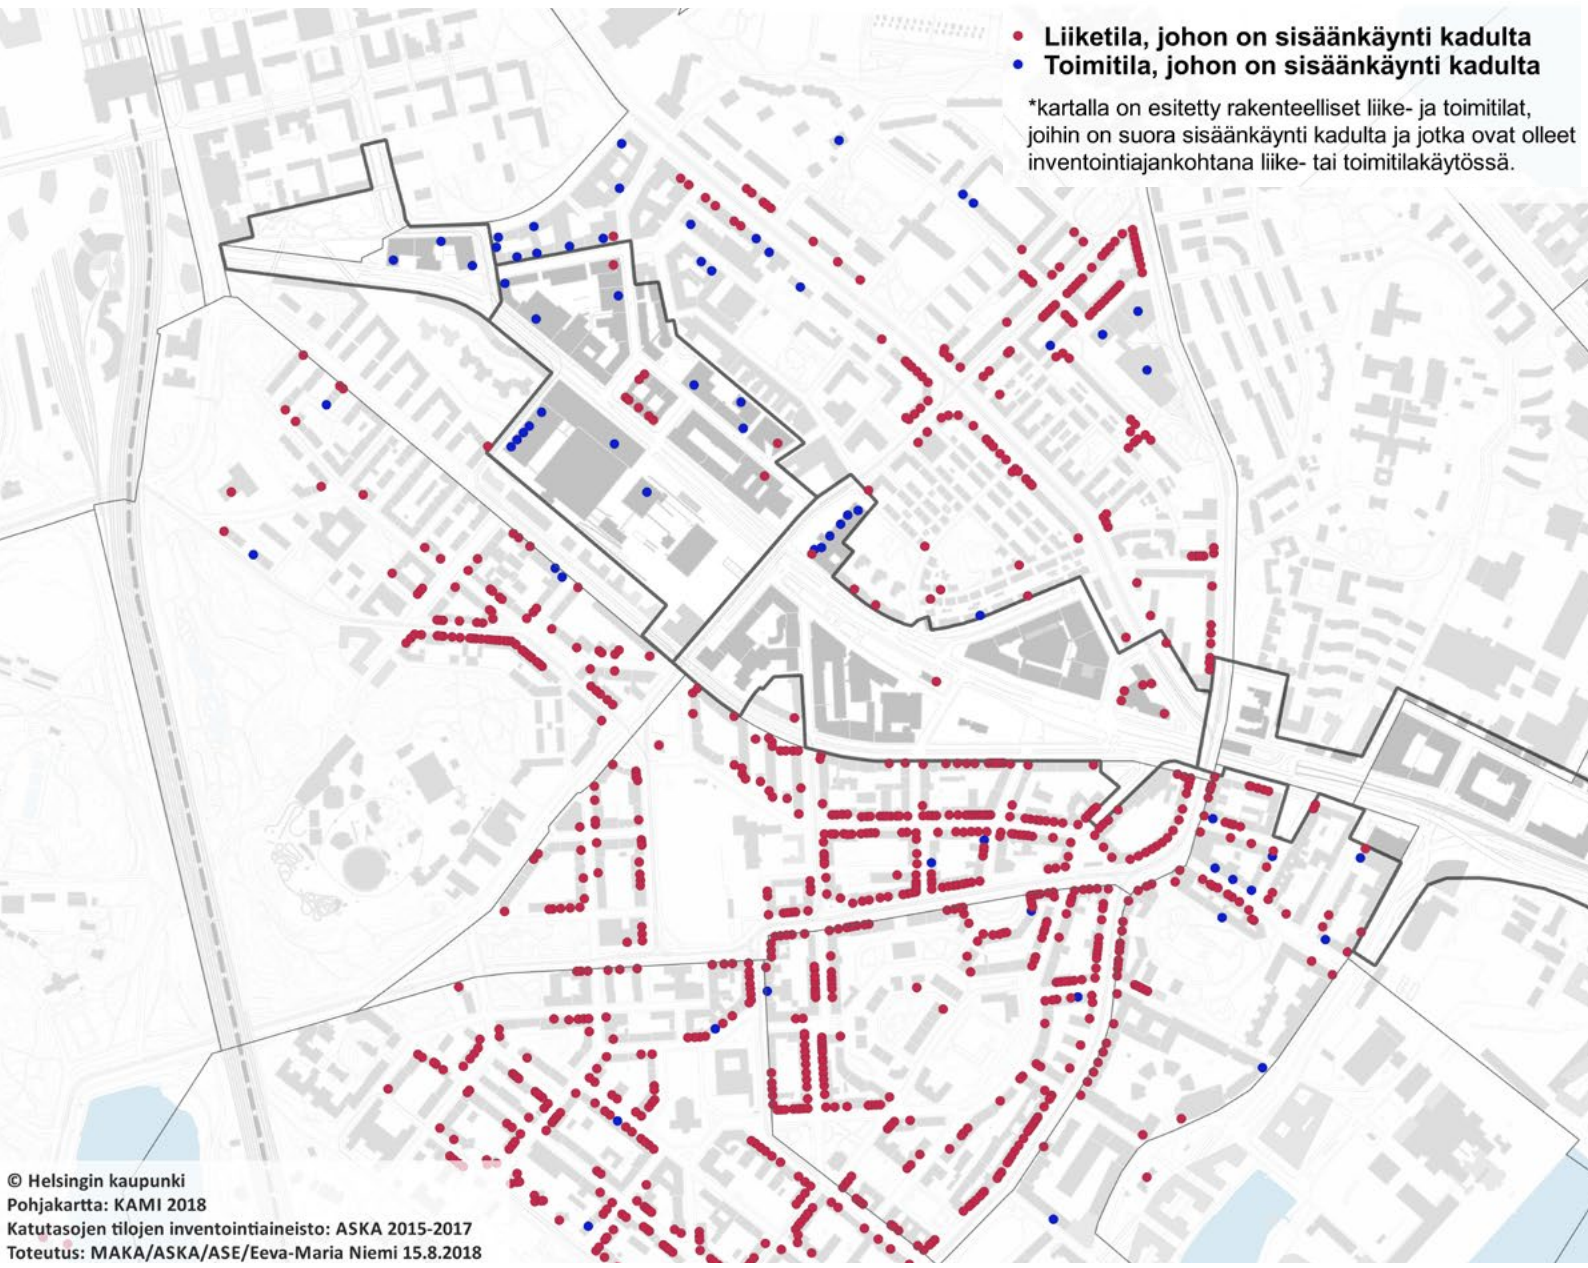 Liiketila, johon on sisäänkäynti kadulta
Toimitila, johon on sisäänkäynti kadulta
*kartalla on esitetty rakenteelliset liike- ja toimitilat,
joihin on suora sisäänkäynti kadulta ja jotka ovat olleet
inventointiajankohtana liike- tai toimitilakäytössä.
© Helsingin kaupunki
Pohjakartta: KAMI 2018
Katutasojen tilojen inventointiaineisto: ASKA 2015-2017
Toteutus: MAKA/ASKA/ASE/Eeva-Maria Niemi 15.8.2018